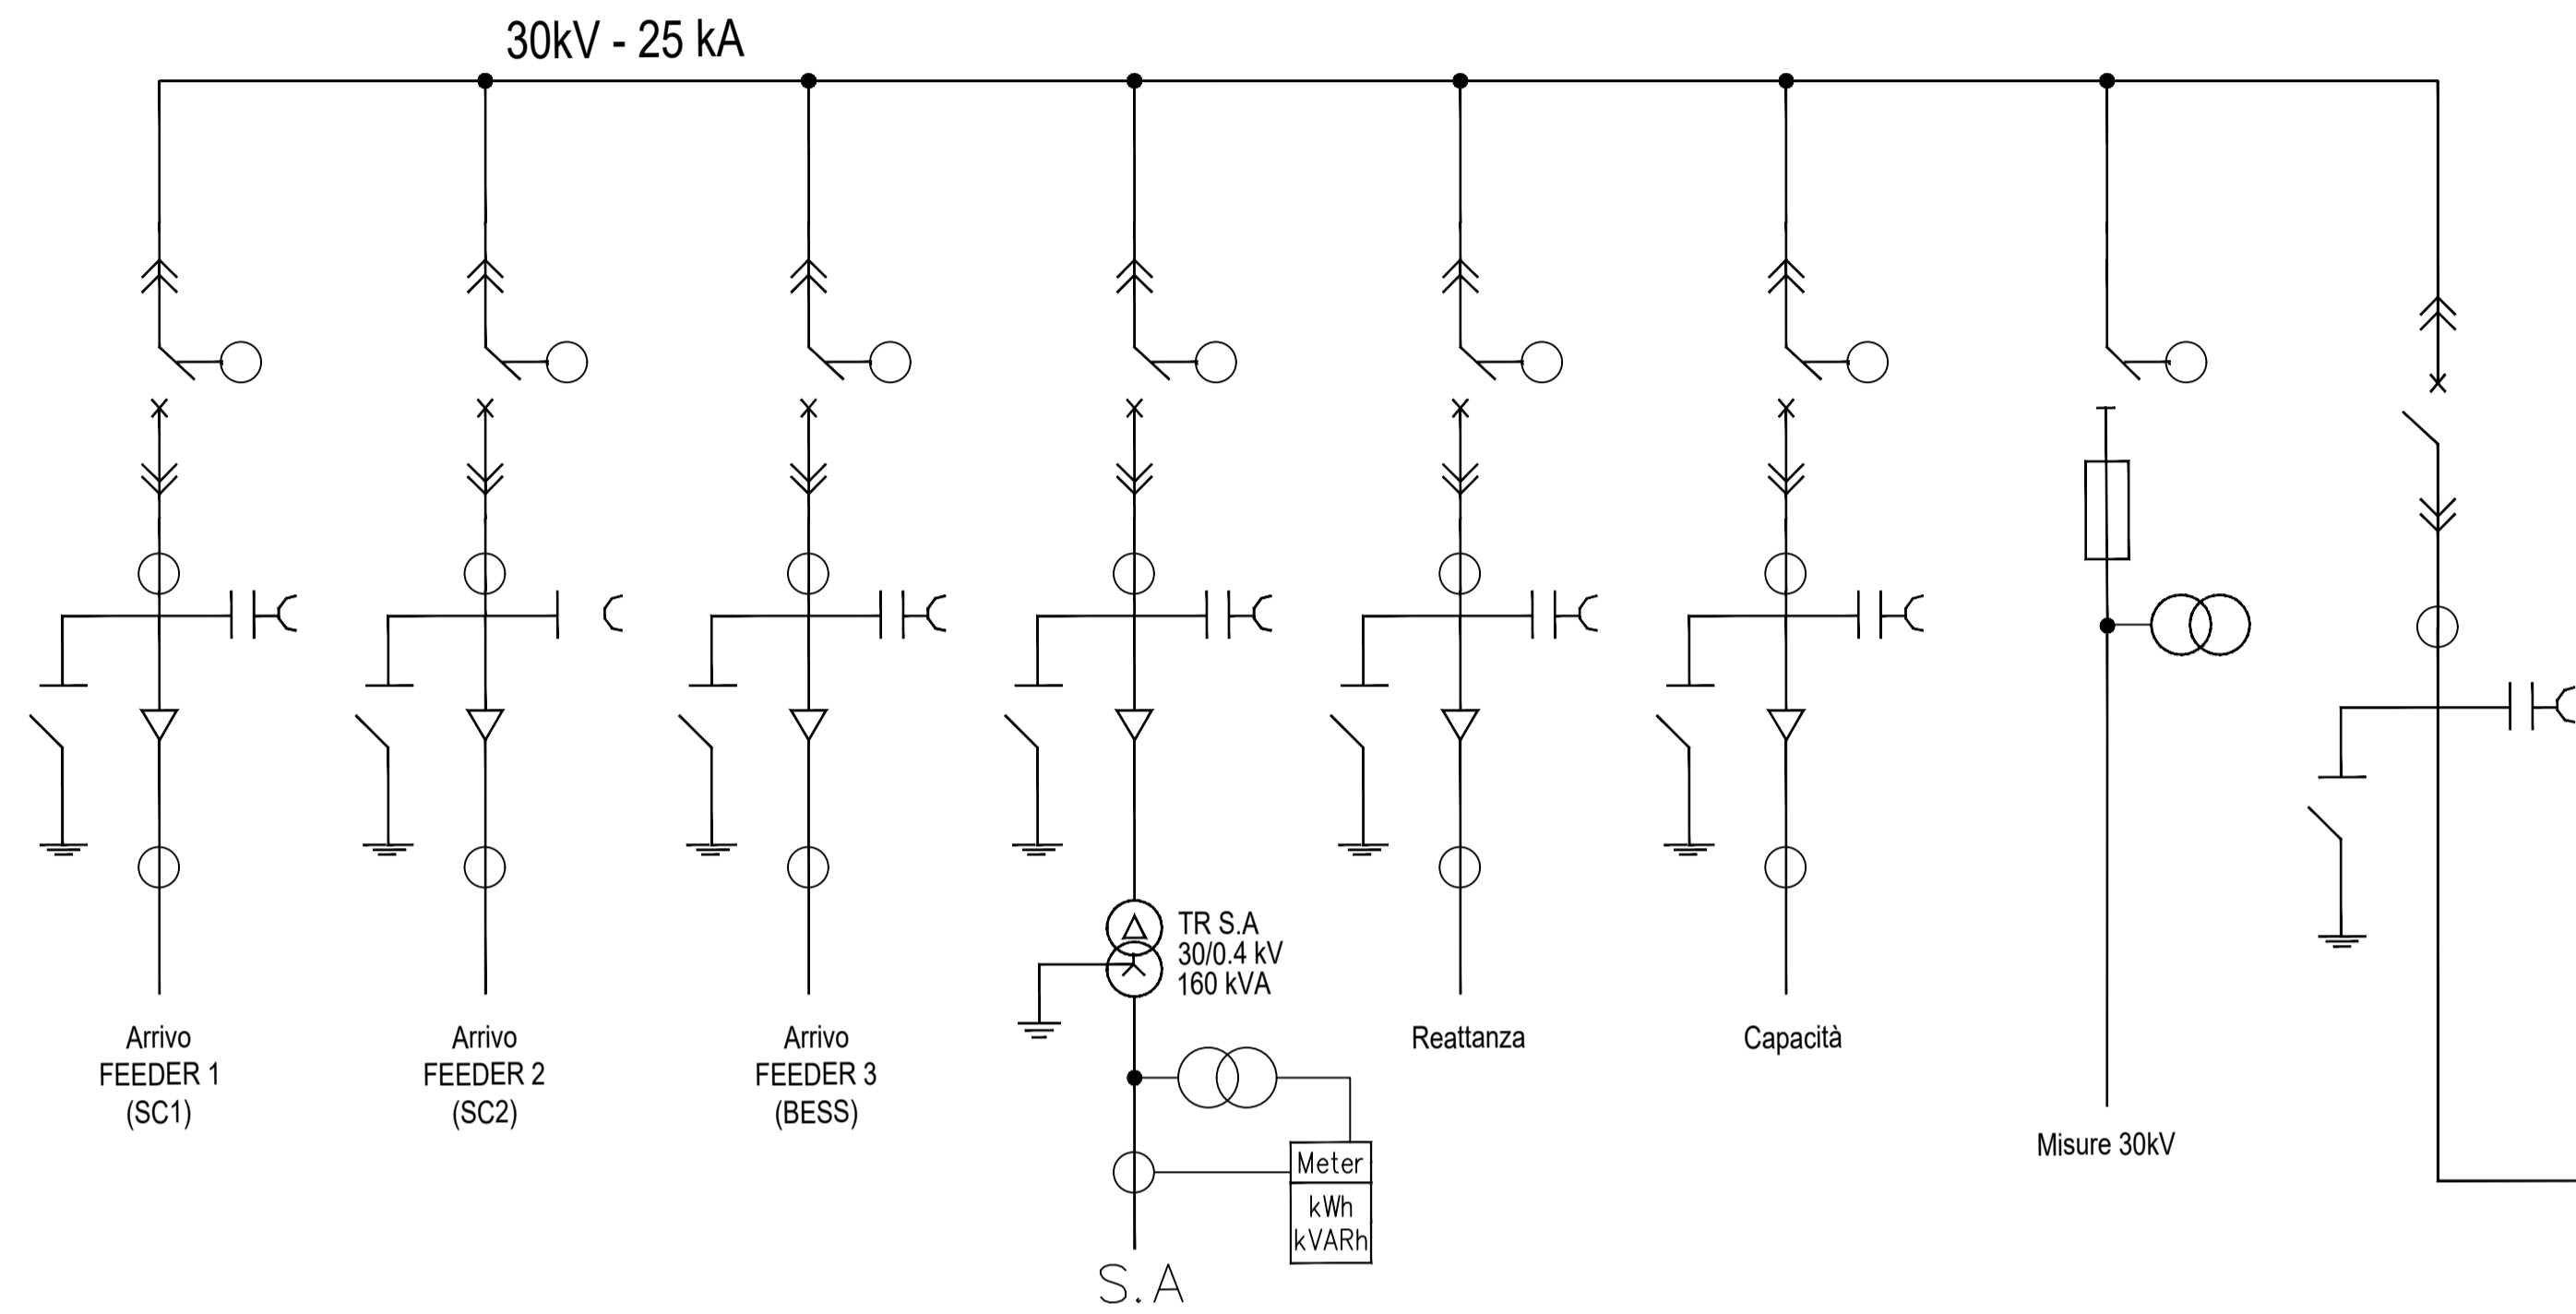 30kV - 25 kA
TR S.A
30/0.4 kV
160 kVA
Arrivo
FEEDER 1
(SC1)
Arrivo
FEEDER 2
(SC2)
Arrivo
FEEDER 3
(BESS)
Reattanza
Capacità
Misure 30kV
Meter
kWh
kVARh
S.A